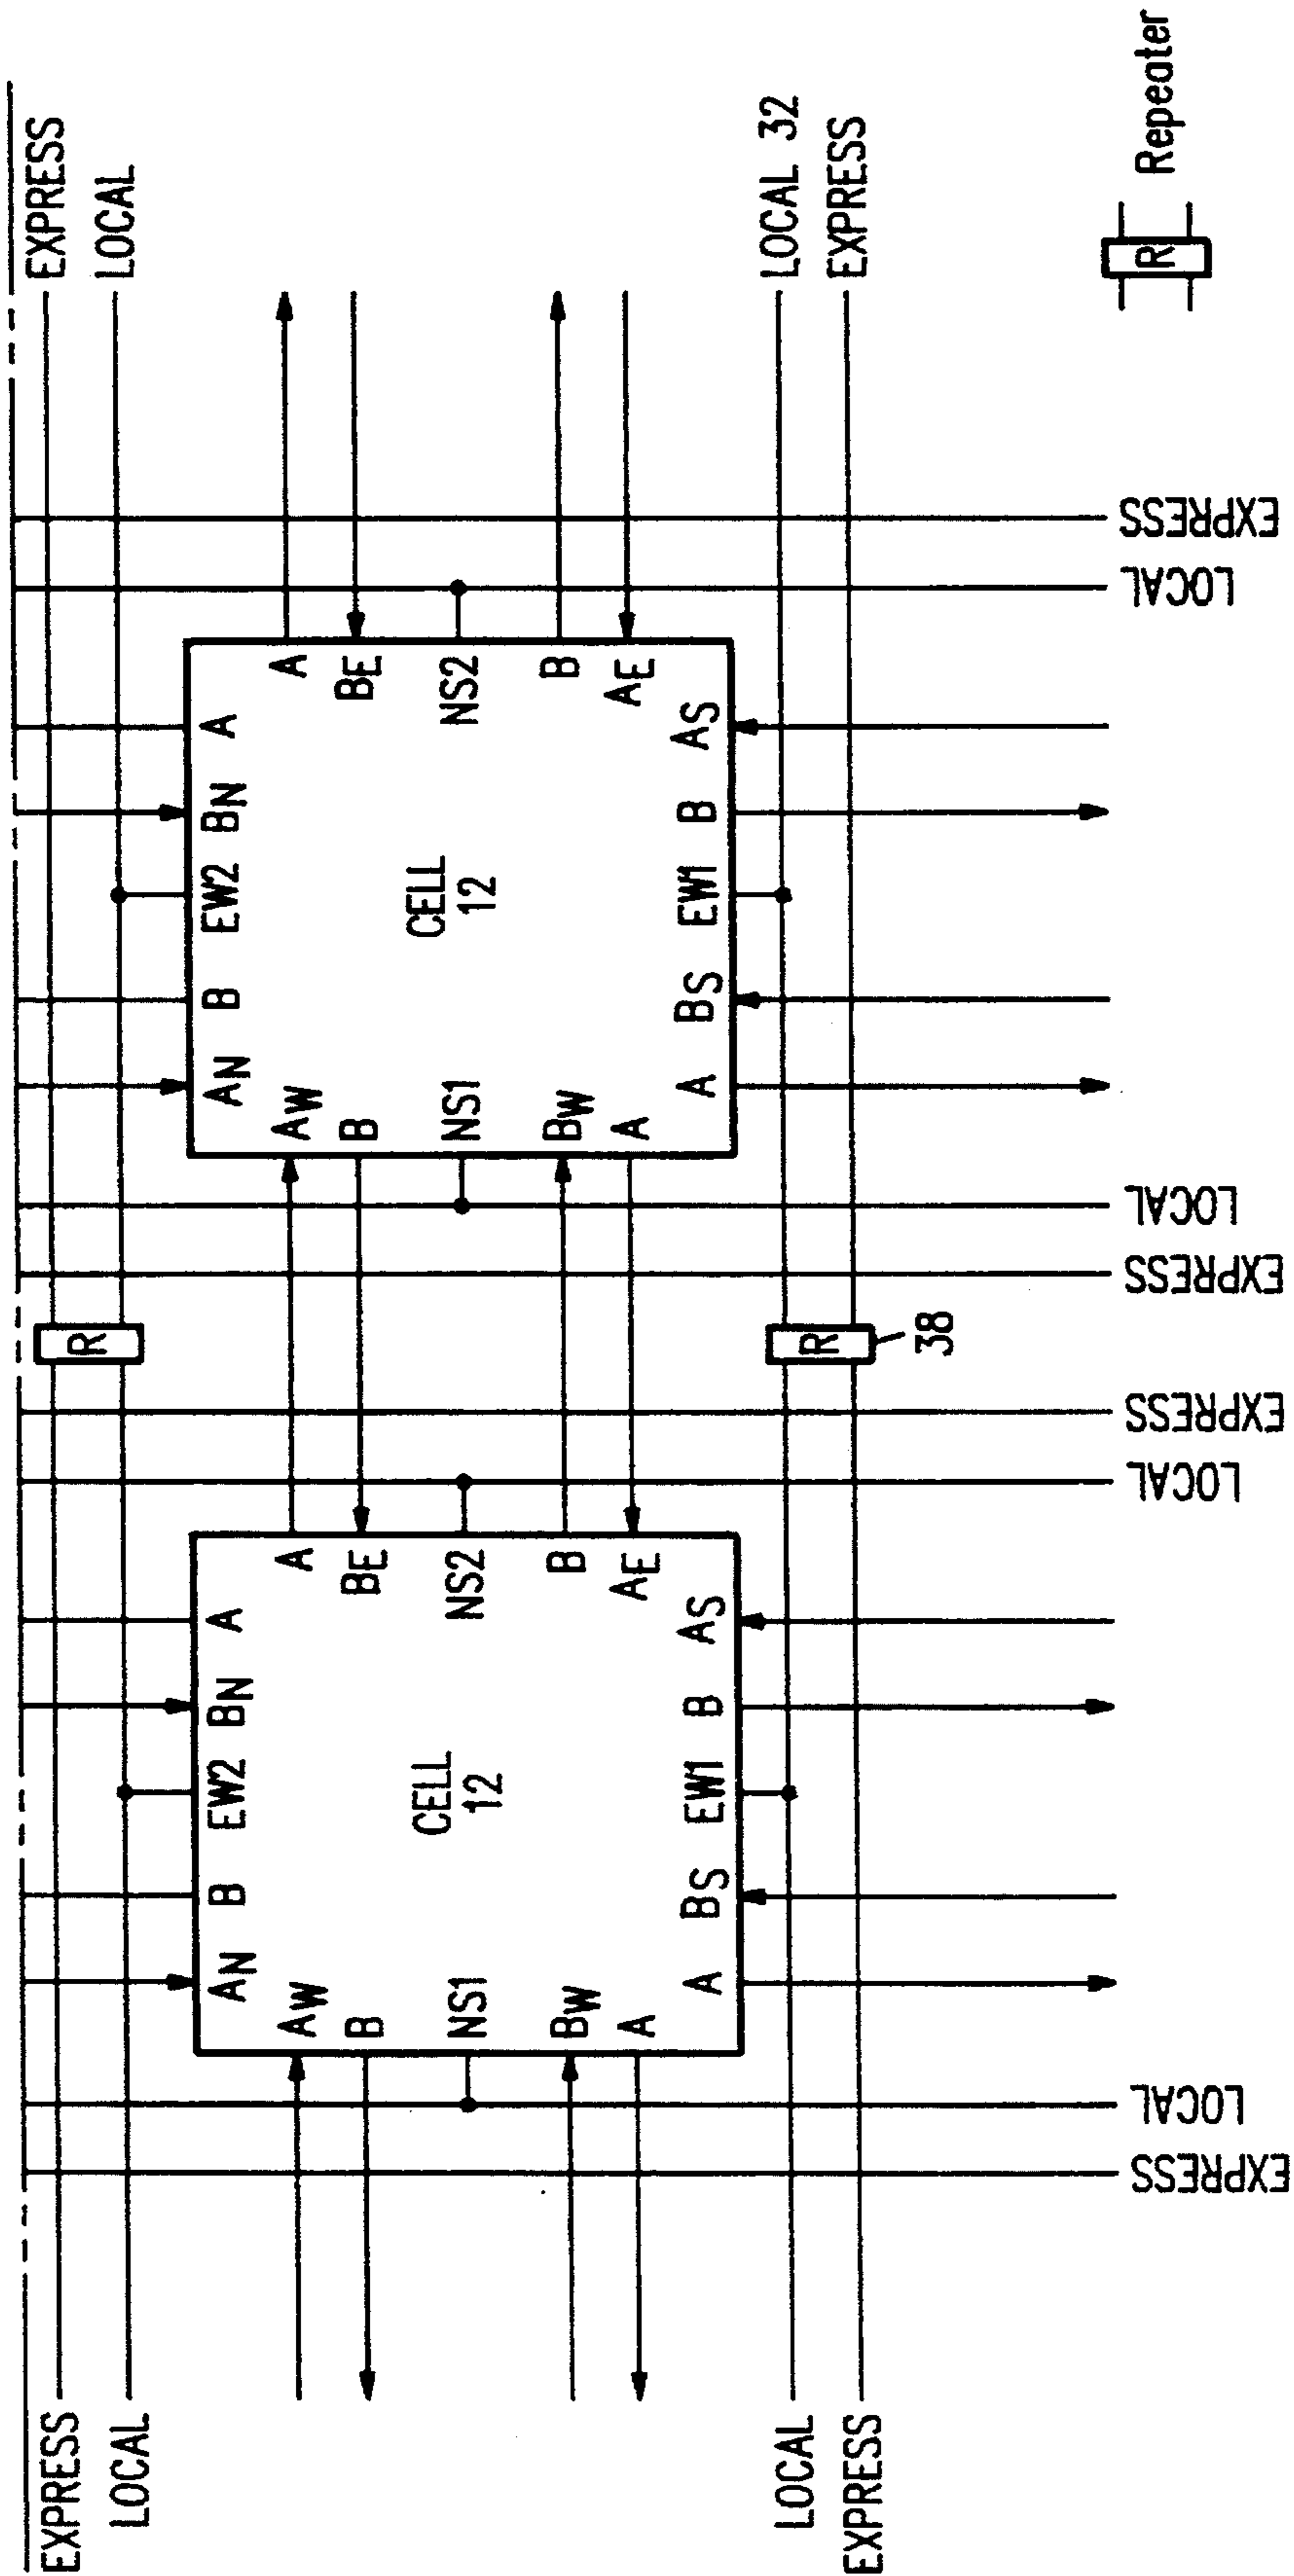 EXPRESS EXPRESS
LOCAL R LOCAL
AN B EW2 BN A AN B EW2 BN A
AW A AW A
B BE B BE
CELL CELL
12 12
NS1 NS2 NS1 NS2
BW B BW B
A AE A AE
A BS EW1 B AS A BS EW1 B AS
LOCAL LOCAL 32
R
EXPRESS EXPRESS
38
EXPRESS LOCAL LOCAL EXPRESS EXPRESS LOCAL LOCAL EXPRESS
R Repeater